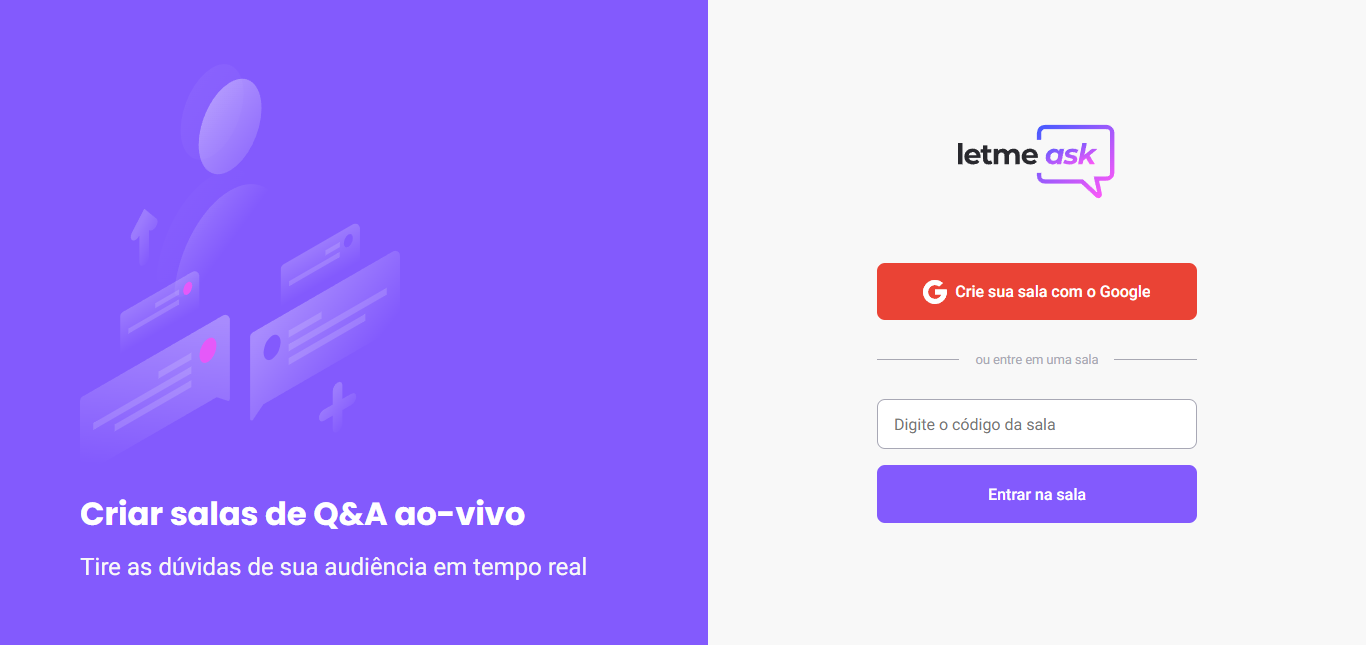 Criar salas de Q&A ao-vivo
Tire as dúvidas de sua audiência em tempo real
letme ask
Crie sua sala com o Google
ou entre em uma sala
Digite o código da sala
Entrar na sala